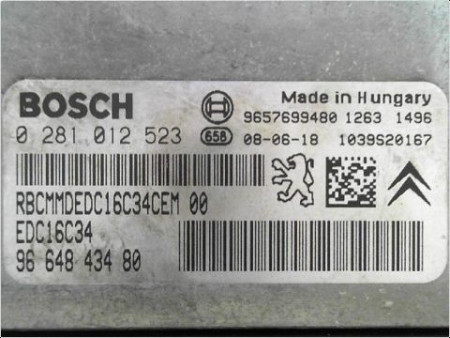 BOSCH
Made in Hungary
9657699480 1263 1496
0 281 012 523
658
08-06-18 1039S20167
RBCMMDEDC16C34CEM 00
EDC16C34
96 648 434 80